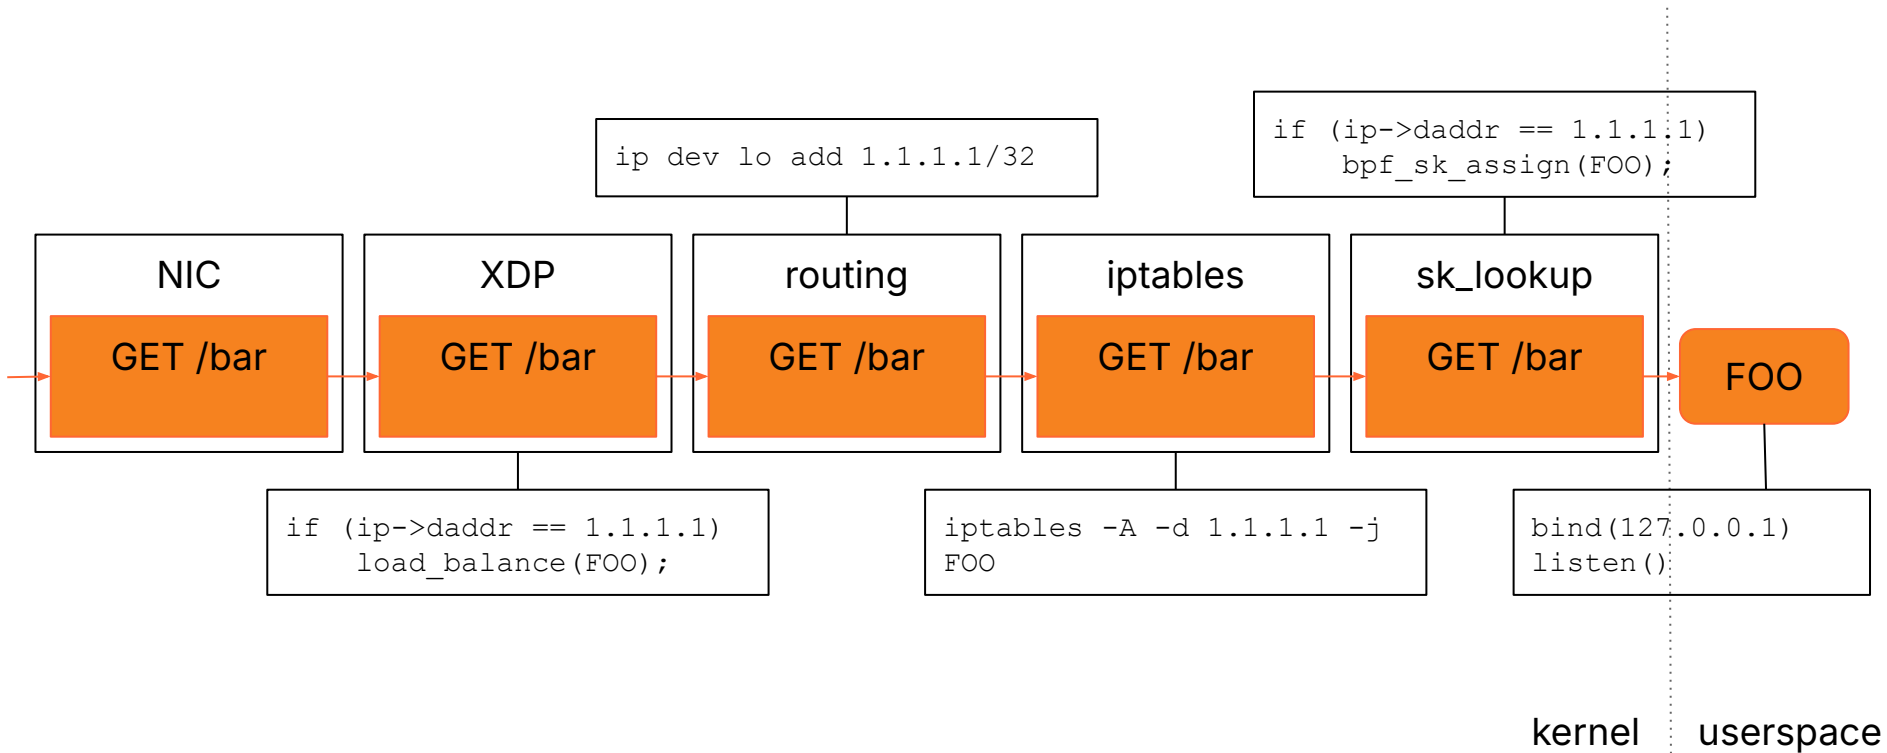 if (ip->daddr == 1.1.1.1)
bpf_sk_assign(FOO);
ip dev lo add 1.1.1.1/32
NIC
XDP
routing
iptables
sk_lookup
GET /bar
GET /bar
GET /bar
GET /bar
GET /bar
FOO
if (ip->daddr == 1.1.1.1)
load_balance(FOO);
iptables -A -d 1.1.1.1 -j
FOO
bind(127.0.0.1)
listen()
kernel
userspace